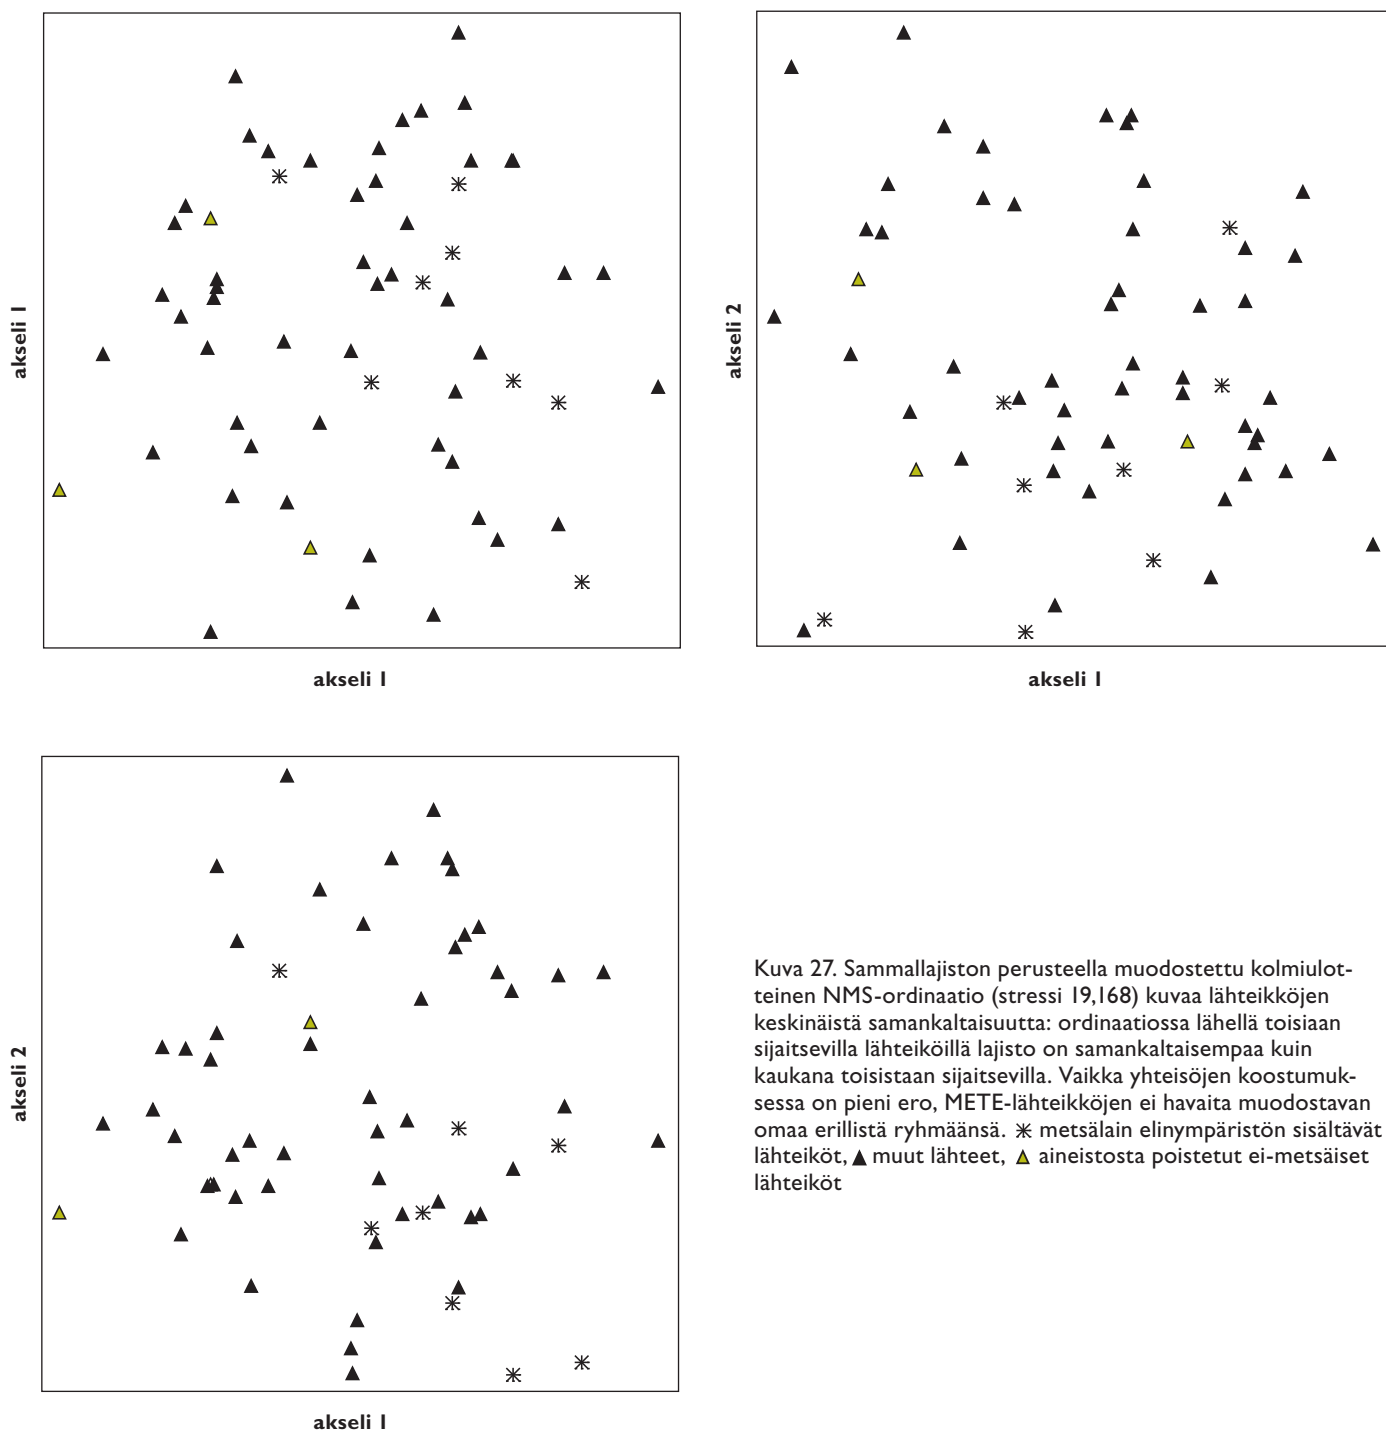 akseli 1
akseli 1
akseli 2
akseli 1
akseli 2
akseli 1
Kuva 27. Sammallajiston perusteella muodostettu kolmiulot-
teinen NMS-ordinaatio (stressi 19,168) kuvaa lähteikköjen
keskinäistä samankaltaisuutta: ordinaatiossa lähellä toisiaan
sijaitsevilla lähteiköillä lajisto on samankaltaisempaa kuin
kaukana toisistaan sijaitsevilla. Vaikka yhteisöjen koostumuk-
sessa on pieni ero, METE-lähteikköjen ei havaita muodostavan
omaa erillistä ryhmäänsä. ✳ metsälain elinympäristön sisältävät
lähteiköt, ▲ muut lähteet, ▲ aineistosta poistetut ei-metsäiset
lähteiköt